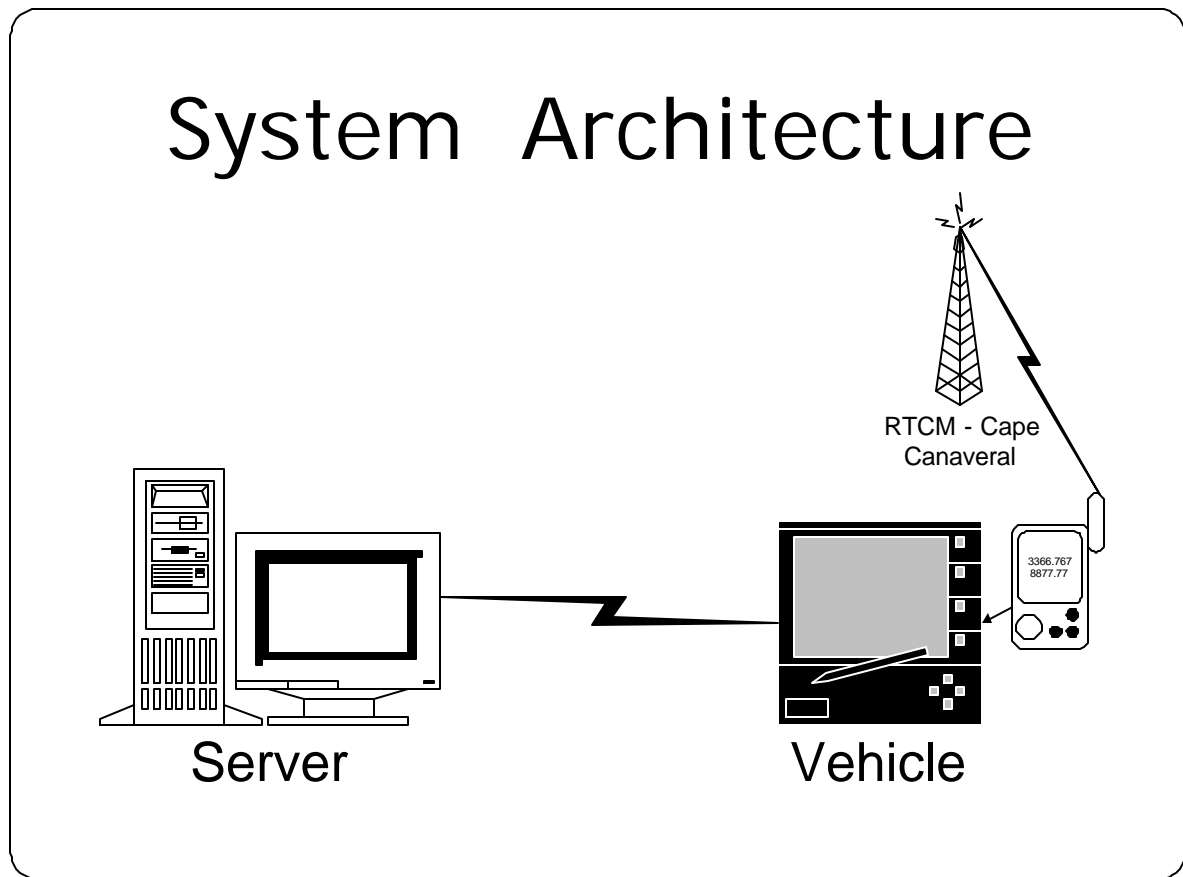 System Architecture
RTCM - Cape
Canaveral
3366.767
8877.77
Server
Vehicle